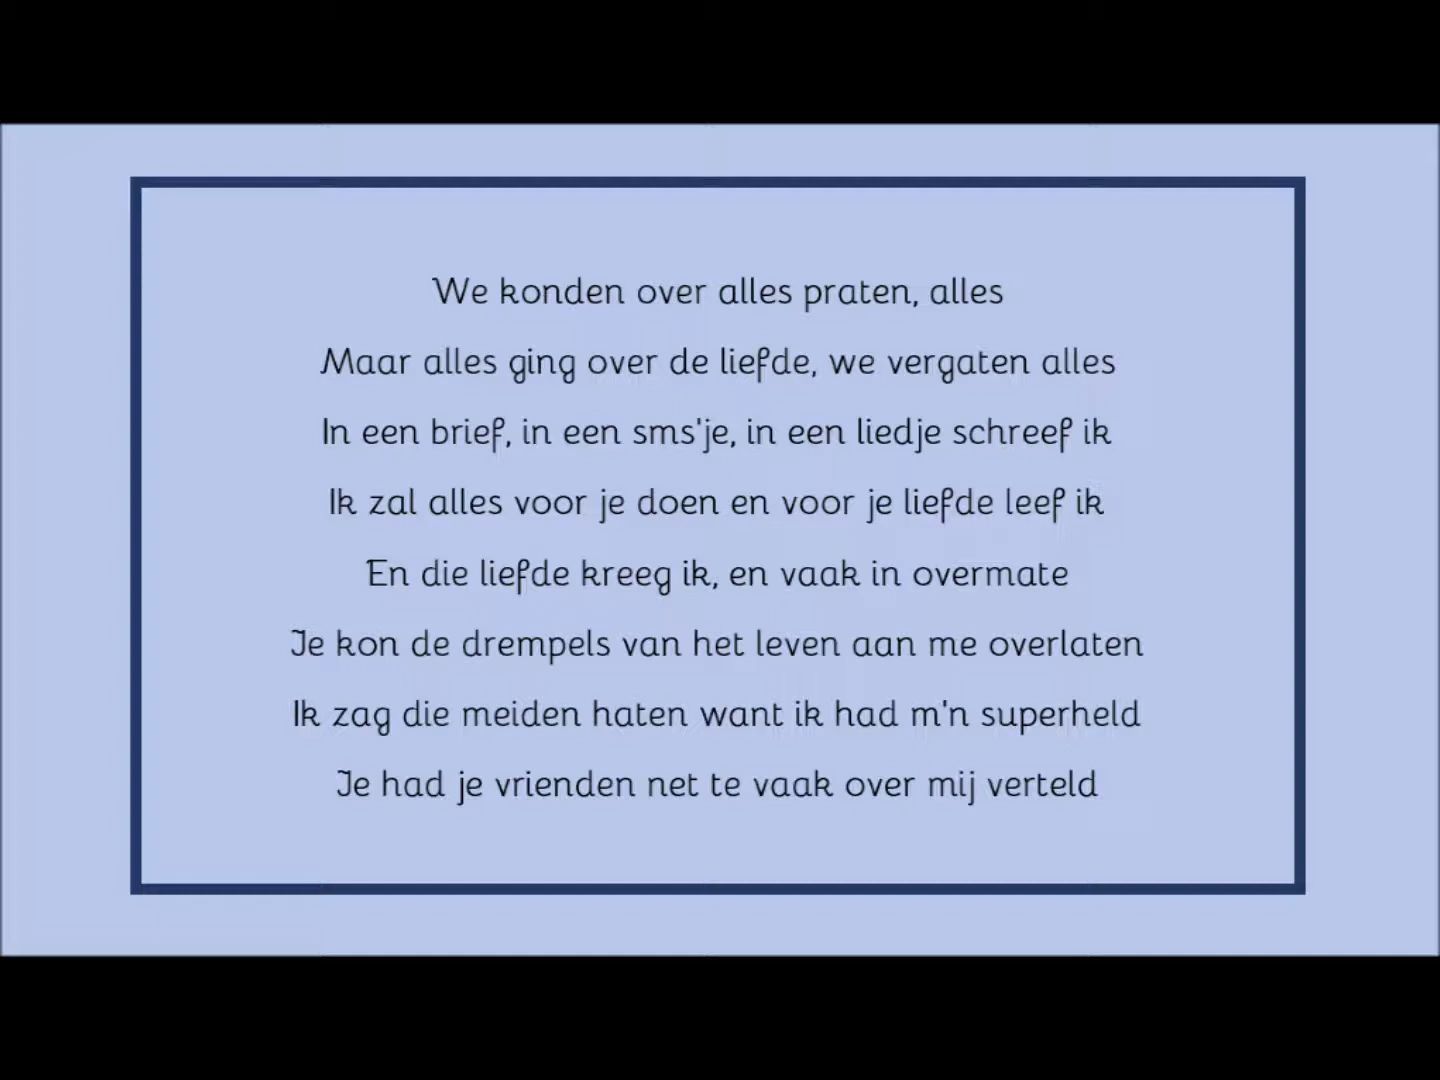 We konden over alles praten, alles
Maar alles ging over de liefde, we vergaten alles
In een brief, in een sms'je, in een liedje schreef ik
Ik zal alles voor je doen en voor je liefde leef ik
En die liefde kreeg ik, en vaak in overmate
Je kon de drempels van het leven aan me overlaten
Ik zag die meiden haten want ik had m'n superheld
Je had je vrienden net te vaak over mij verteld